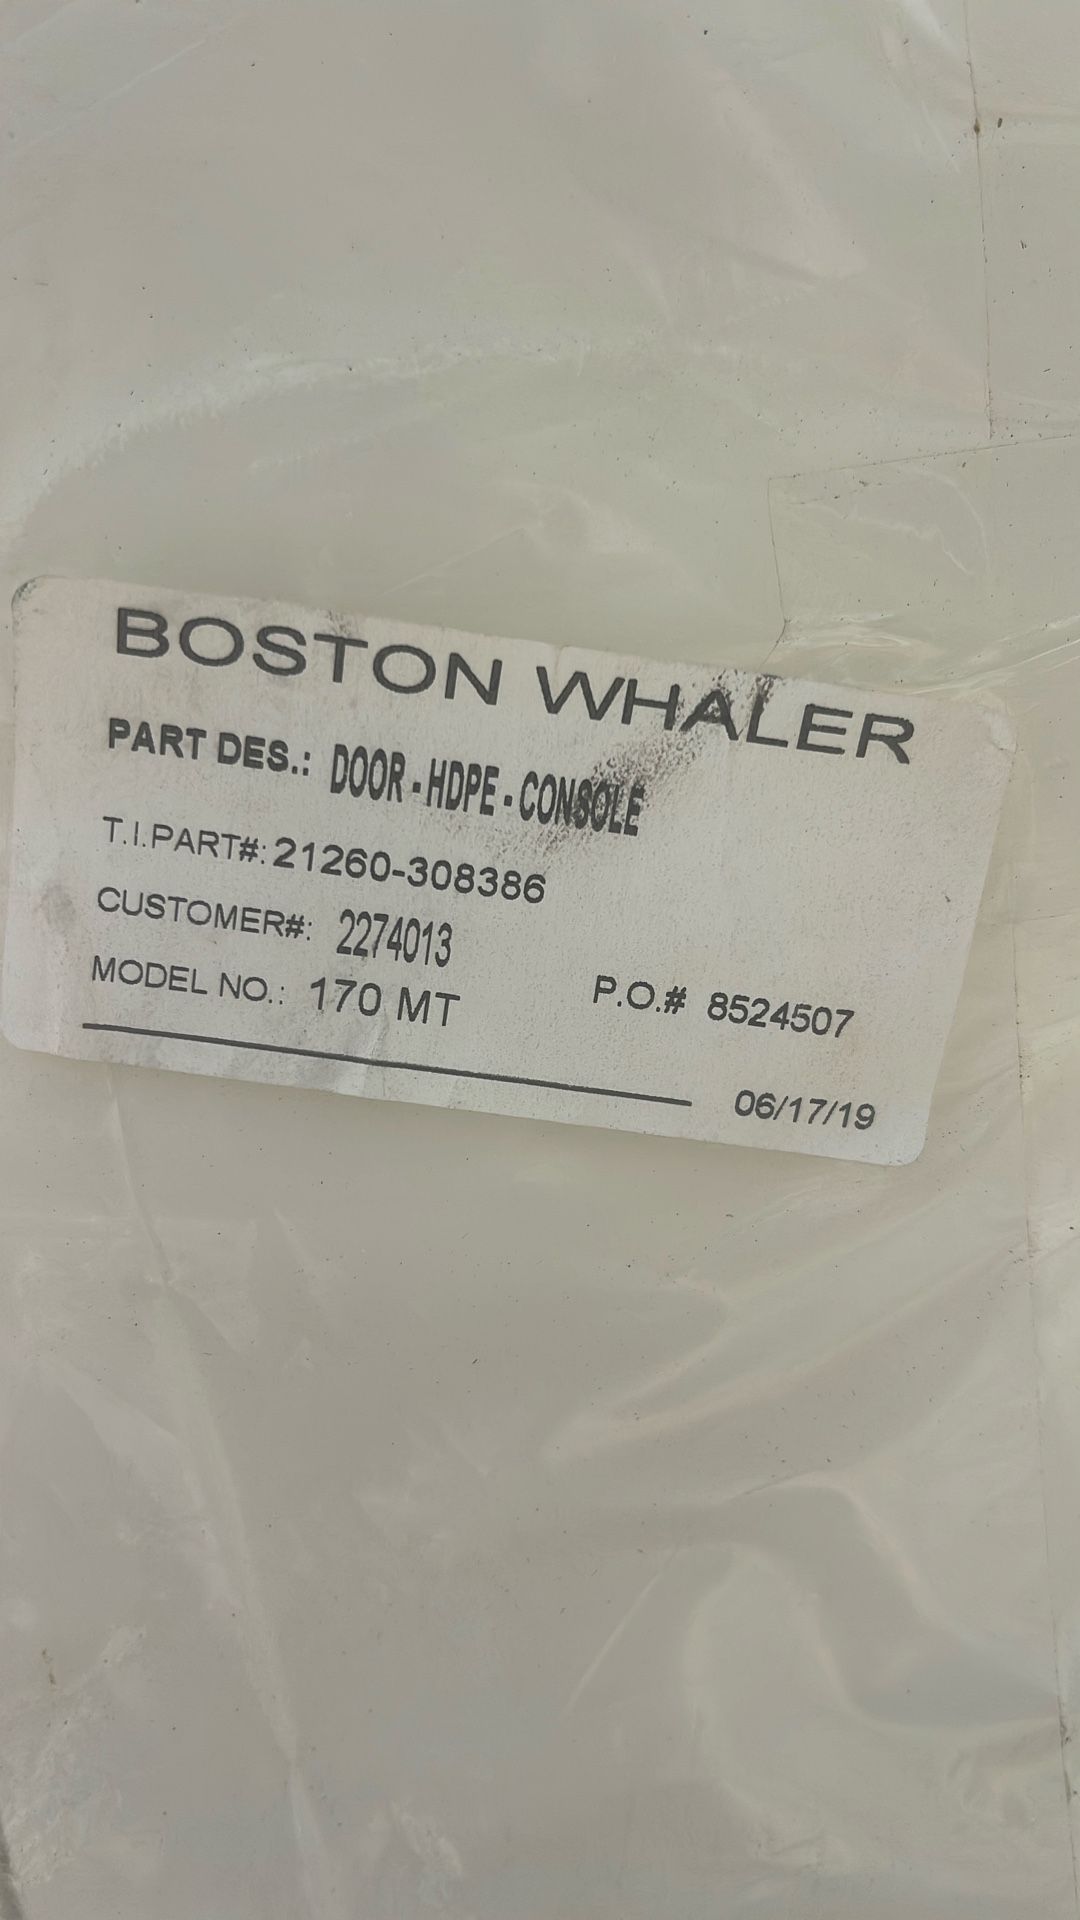 BOSTON WHALER
PART DES.: DOOR - HDPE - CONSOLE
T.I.PART#: 21260-308386
CUSTOMER#: 2274013
MODEL NO.: 170 MT P.O.# 8524507
06/17/19